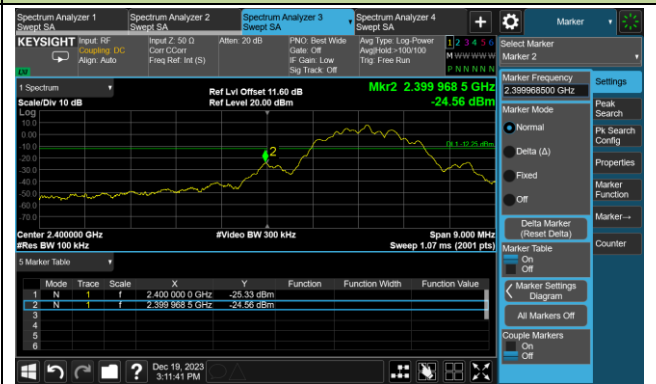 Spectrum Analyzer 1
Swept SA
Spectrum Analyzer 2
Swept SA
Spectrum Analyzer 3
Swept SA
Spectrum Analyzer 4
Swept SA
+
Marker
KEYSIGHT
Input: RF
Coupling: DC
Align: Auto
Input Z: 50 Ω
Corr CCorr
Freq Ref: Int (S)
Atten: 20 dB
PNO: Best Wide
Gate: Off
IF Gain: Low
Sig Track: Off
Avg Type: Log-Power
Avg|Hold:>100/100
Trig: Free Run
1 2 3 4 5 6
M W W W W W
P N N N N N
Select Marker
Marker 2
LXI
1 Spectrum
Scale/Div 10 dB
Log
Ref Lvl Offset 11.60 dB
Ref Level 20.00 dBm
Mkr2 2.399 968 5 GHz
-24.56 dBm
10.0
0.00
-10.0
-20.0
-30.0
-40.0
-50.0
-60.0
-70.0
2
DL1 -12.25 dBm
Center 2.400000 GHz
#Res BW 100 kHz
#Video BW 300 kHz
Span 9.000 MHz
Sweep 1.07 ms (2001 pts)
5 Marker Table
Mode Trace Scale X Y Function Function Width Function Value
1 N 1 f 2.400 000 0 GHz -25.33 dBm
2 N 1 f 2.399 968 5 GHz -24.56 dBm
3
4
5
6
Marker Frequency
2.399968500 GHz
Marker Mode
Normal
Delta (Δ)
Fixed
Off
Delta Marker
(Reset Delta)
Marker Table
On
Off
Marker Settings
Diagram
All Markers Off
Couple Markers
On
Off
Settings
Peak
Search
Pk Search
Config
Properties
Marker
Function
Marker→
Counter
?
Dec 19, 2023
3:11:41 PM